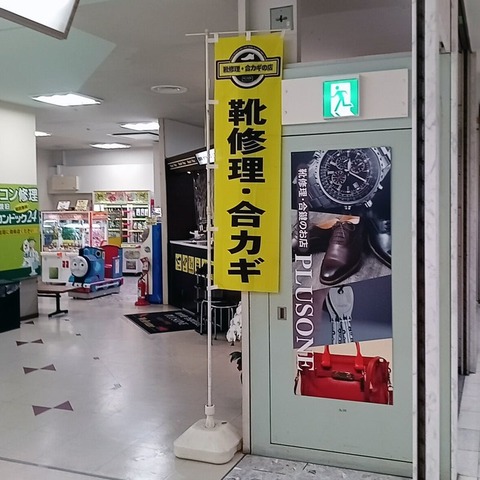 靴修理・合カギの店
靴修理・合カギ
靴修理・合鍵のお店
PLUSONE
コン修理
ンドック24